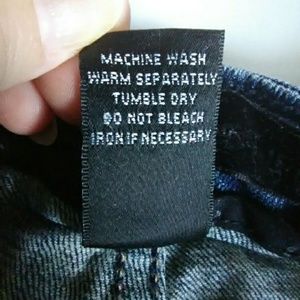 MACHINE WASH
WARM SEPARATELY
TUMBLE DRY
DO NOT BLEACH
IRON IF NECESSARY